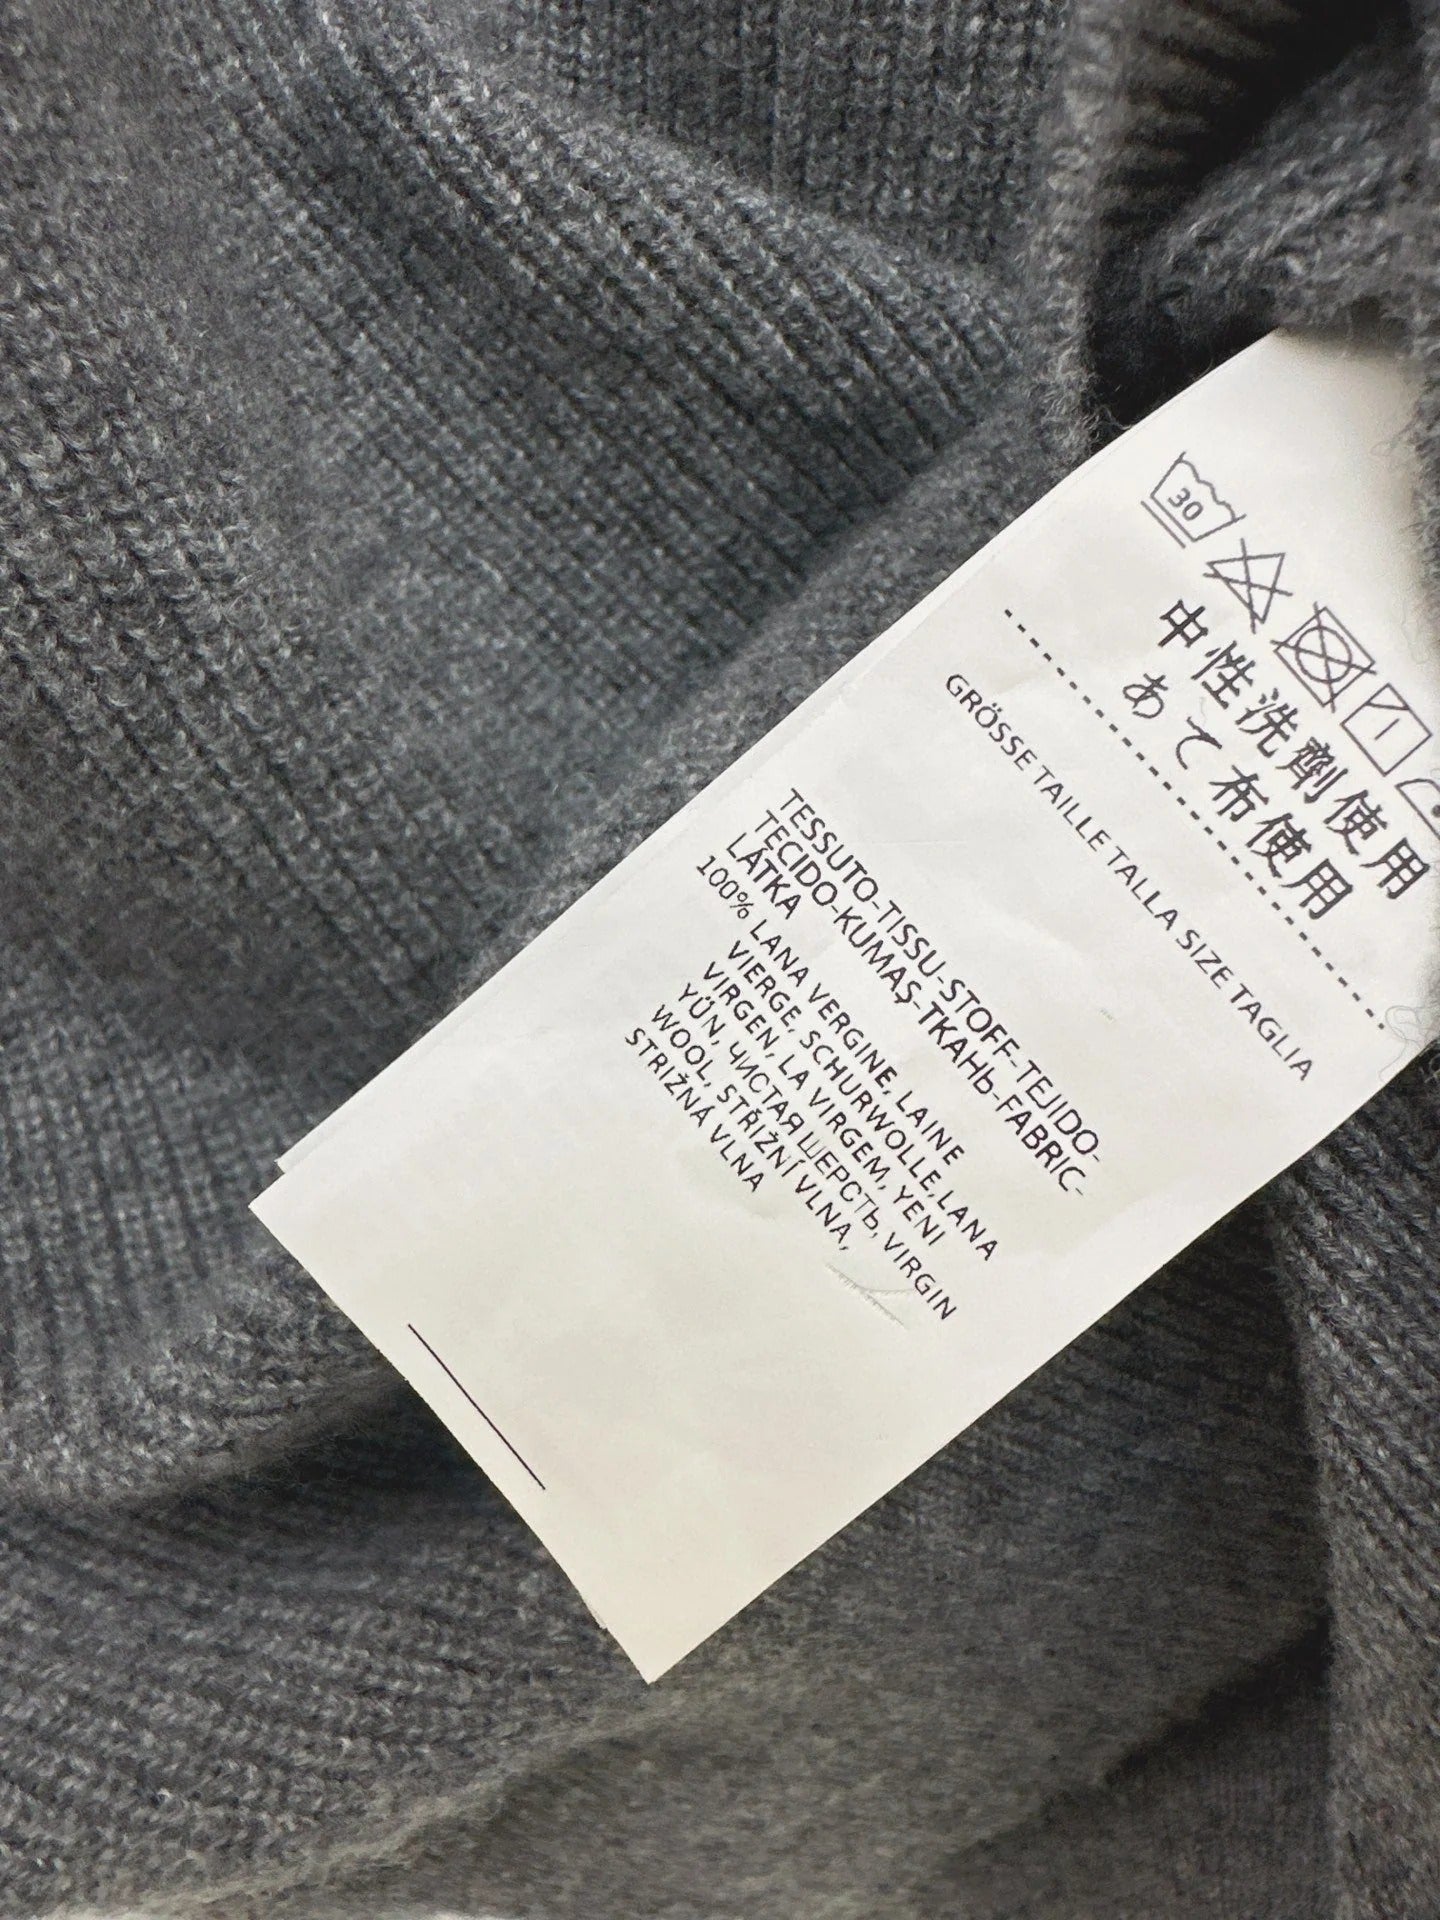 30
中性洗剤使用
あて布使用
GRÖSSE TAILLE TALLA SIZE TAGLIA
TESSUTO-TISSU-STOFF-TEJIDO-
TECIDO-KUMAŞ-ТКАНЬ-FABRIC-
LÁTKA
100% LANA VERGINE, LAINE
VIERGE, SCHURWOLLE, LANA
VIRGEN, LA VIRGEM, YENI
YŰN, ЧИСТАЯ ШЕРСТЬ, VIRGIN
WOOL, STŘIŽNÍ VLNA,
STRIŽNÁ VLNA